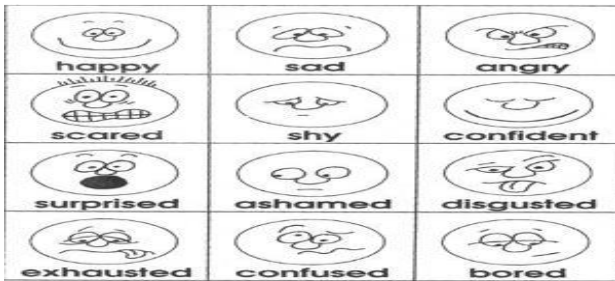 happy sad angry
scared shy confident
surprised ashamed disgusted
exhausted confused bored